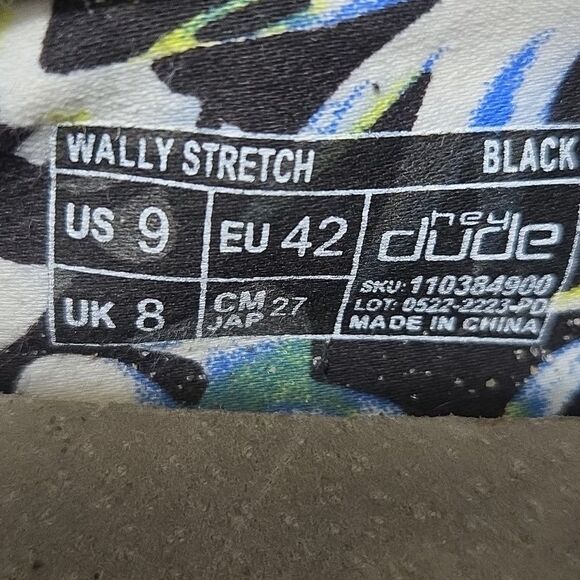 WALLY STRETCH BLACK
US 9 EU 42 hey dude
SKU: 110384900
UK 8 CM JAP 27 LOT: 0522-2223-PD
MADE IN CHINA